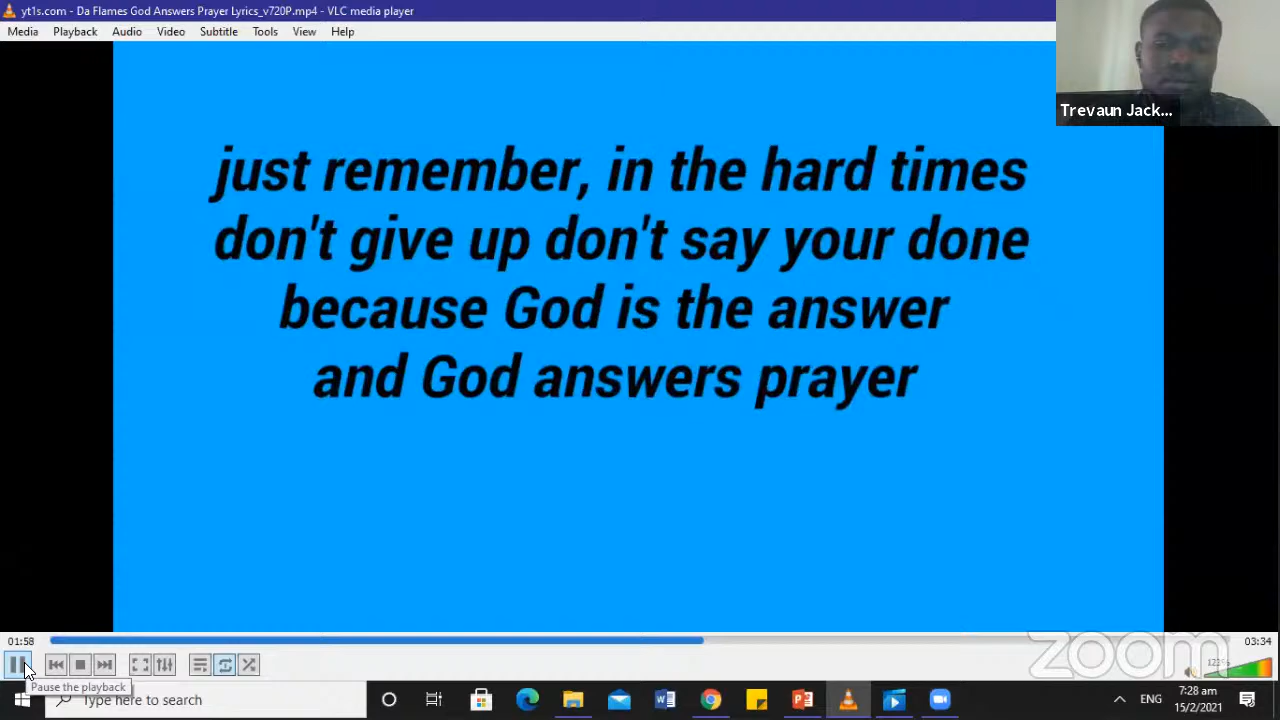 yt1s.com - Da Flames God Answers Prayer Lyrics_v720P.mp4 - VLC media player
Media Playback Audio Video Subtitle Tools View Help
Trevaun Jack...
just remember, in the hard times
don't give up don't say your done
because God is the answer
and God answers prayer
01:58
03:34
zoom
122%
Pause the playback
Type here to search
ENG
7:28 am
15/2/2021